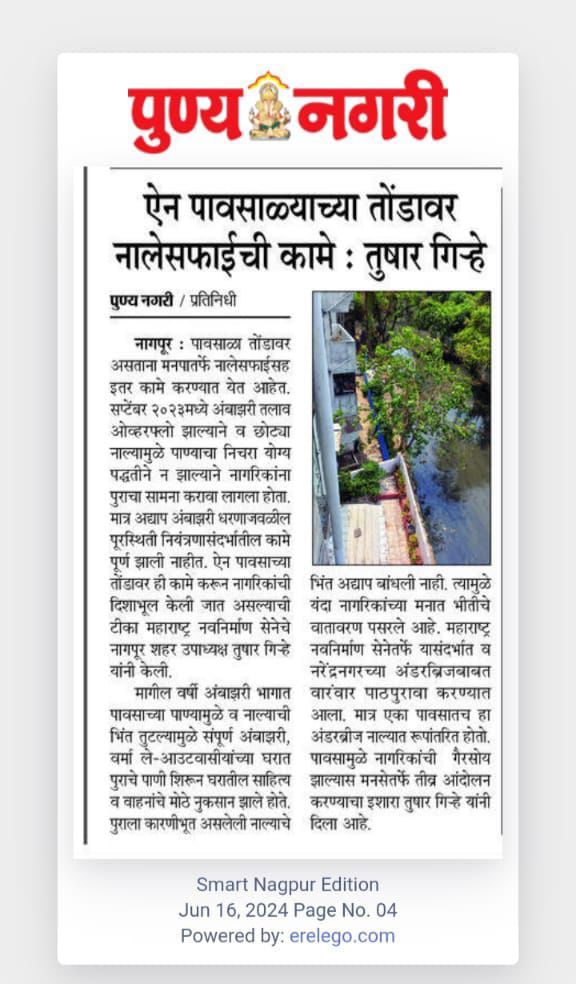 पुण्य नगरी
ऐन पावसाळ्याच्या तोंडावर
नालेसफाईची कामे : तुषार गिऱ्हे
पुण्य नगरी / प्रतिनिधी
नागपूर : पावसाळा तोंडावर
असताना मनपातर्फे नालेसफाईसह
इतर कामे करण्यात येत आहेत.
सप्टेंबर २०२३मध्ये अंबाझरी तलाव
ओव्हरफ्लो झाल्याने व छोट्या
नाल्यामुळे पाण्याचा निचरा योग्य
पद्धतीने न झाल्याने नागरिकांना
पुराचा सामना करावा लागला होता.
मात्र अद्याप अंबाझरी धरणाजवळील
पूरस्थिती नियंत्रणासंदर्भातील कामे
पूर्ण झाली नाहीत. ऐन पावसाच्या
तोंडावर ही कामे करून नागरिकांची
दिशाभूल केली जात असल्याची
टीका महाराष्ट्र नवनिर्माण सेनेचे
नागपूर शहर उपाध्यक्ष तुषार गिऱ्हे
यांनी केली.
मागील वर्षी अंबाझरी भागात
पावसाच्या पाण्यामुळे व नाल्याची
भिंत तुटल्यामुळे संपूर्ण अंबाझरी,
वर्मा ले-आउटवासीयांच्या घरात
पुराचे पाणी शिरून घरातील साहित्य
व वाहनांचे मोठे नुकसान झाले होते.
पुराला कारणीभूत असलेली नाल्याचे
भिंत अद्याप बांधली नाही. त्यामुळे
यंदा नागरिकांच्या मनात भीतीचे
वातावरण पसरले आहे. महाराष्ट्र
नवनिर्माण सेनेतर्फे यासंदर्भात व
नरेंद्रनगरच्या अंडरब्रिजबाबत
वारंवार पाठपुरावा करण्यात
आला. मात्र एका पावसातच हा
अंडरब्रीज नाल्यात रूपांतरित होतो.
पावसामुळे नागरिकांची गैरसोय
झाल्यास मनसेतर्फे तीव्र आंदोलन
करण्याचा इशारा तुषार गिऱ्हे यांनी
दिला आहे.
Smart Nagpur Edition
Jun 16, 2024 Page No. 04
Powered by: erelego.com